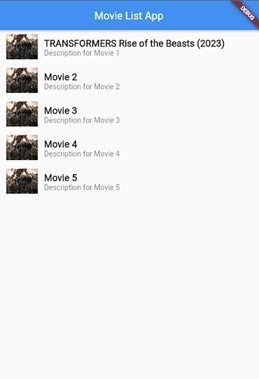 Movie List App
DEBUG
TRANSFORMERS Rise of the Beasts (2023)
Description for Movie 1
Movie 2
Description for Movie 2
Movie 3
Description for Movie 3
Movie 4
Description for Movie 4
Movie 5
Description for Movie 5